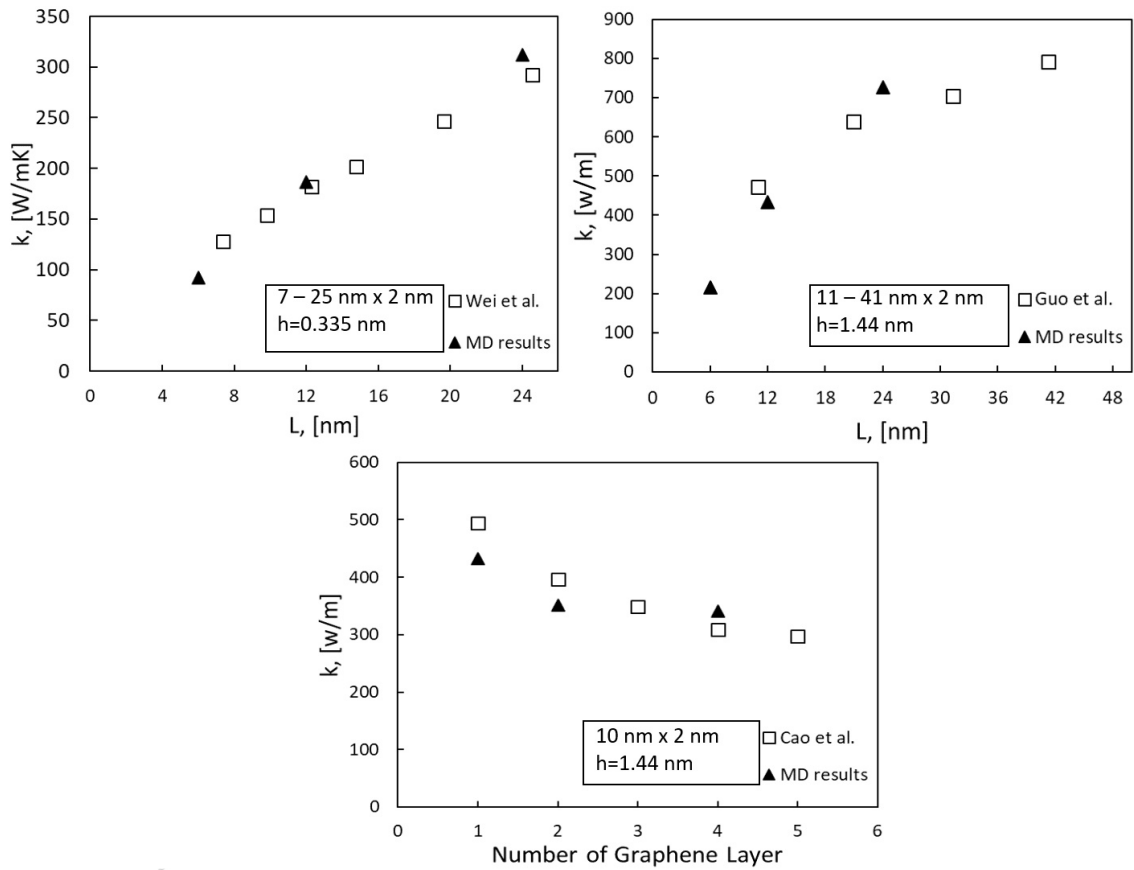 350
300
250
200
150
100
50
0
k, [W/mK]
7 – 25 nm x 2 nm
h=0.335 nm
Wei et al.
MD results
0 4 8 12 16 20 24
L, [nm]
900
800
700
600
500
400
300
200
100
0
k, [w/m]
11 – 41 nm x 2 nm
h=1.44 nm
Guo et al.
MD results
0 6 12 18 24 30 36 42 48
L, [nm]
600
500
400
300
200
100
0
k, [w/m]
10 nm x 2 nm
h=1.44 nm
Cao et al.
MD results
0 1 2 3 4 5 6
Number of Graphene Layer